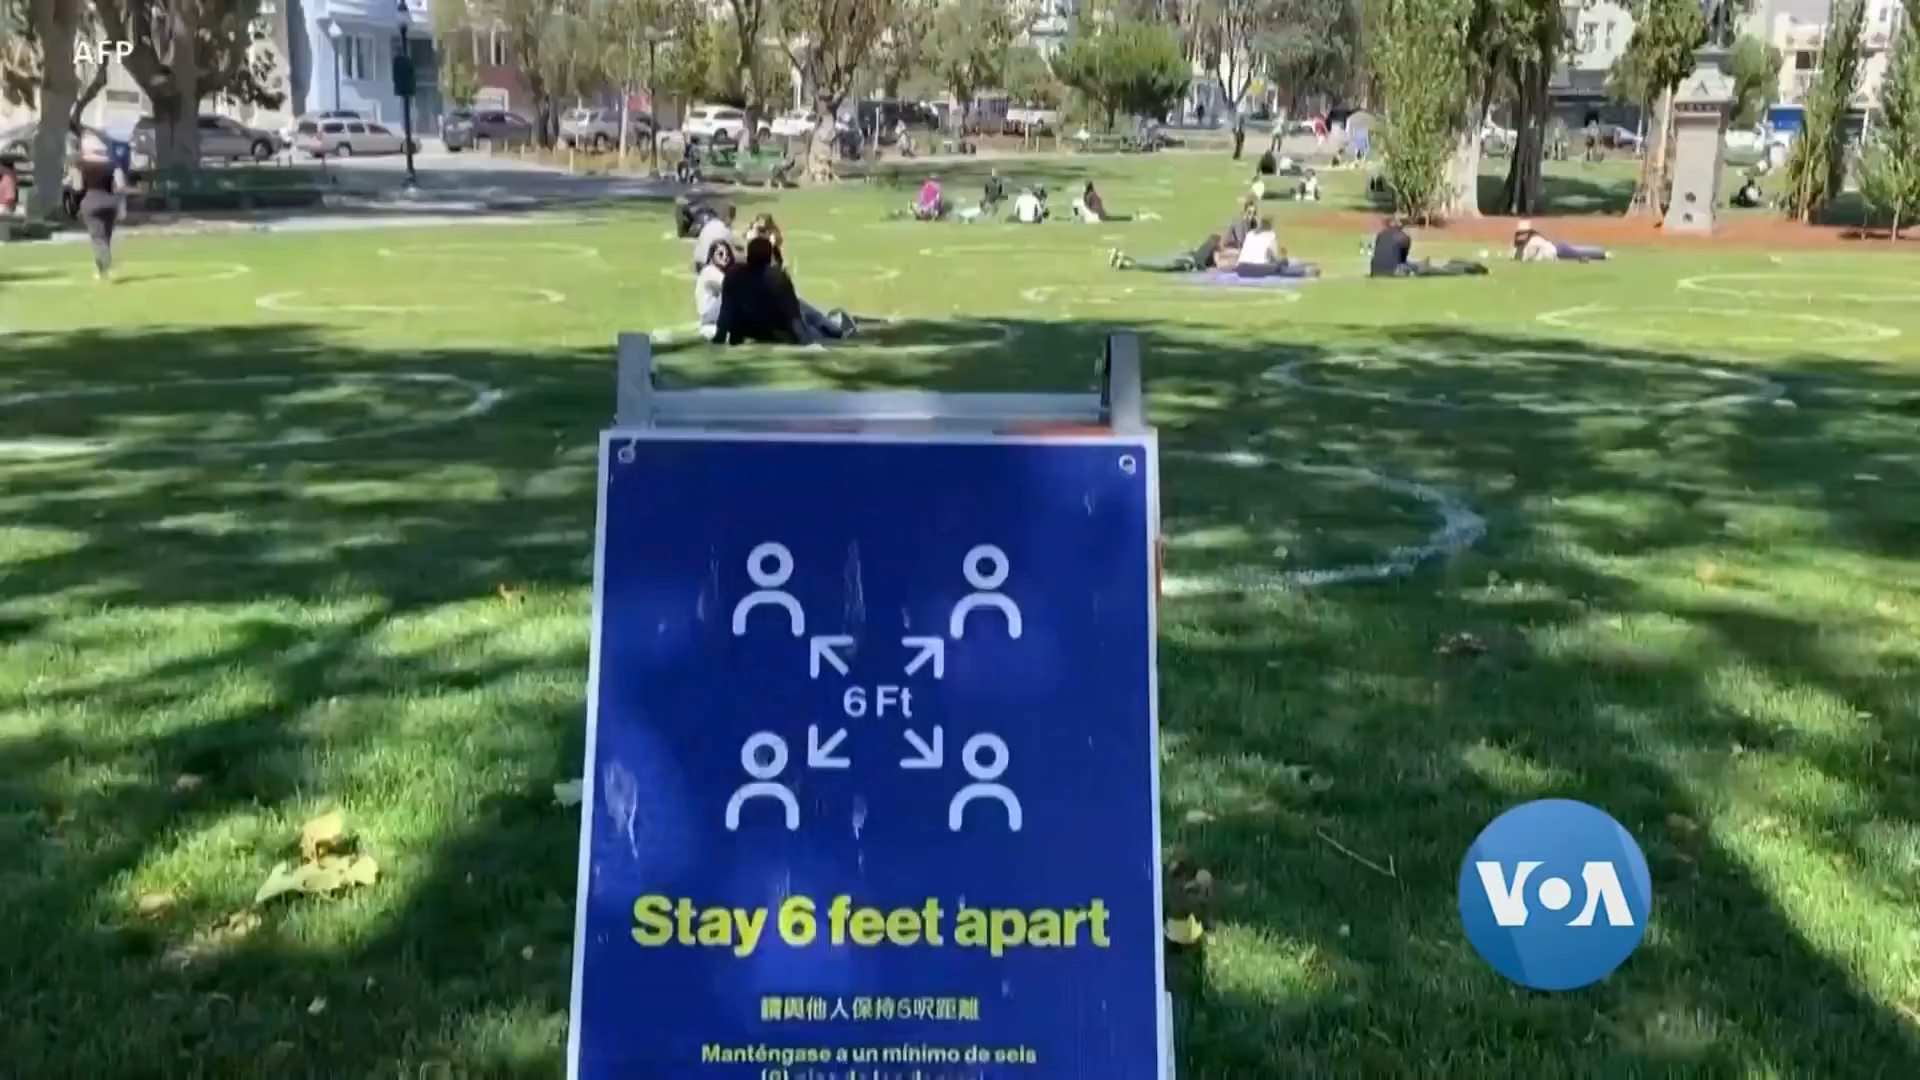 AFP
6 Ft
Stay 6 feet apart
請與他人保持6呎距離
Manténgase a un mínimo de seis
VOA